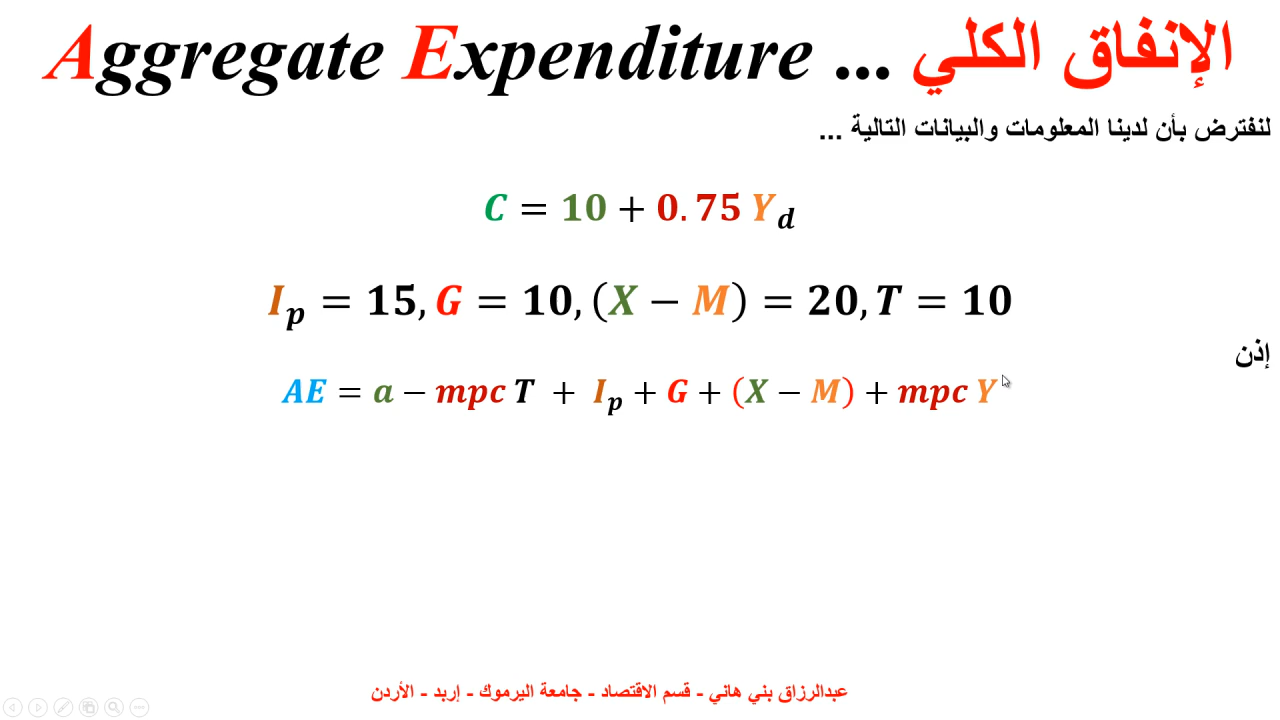 Aggregate Expenditure ... الإنفاق الكلي
لنفترض بأن لدينا المعلومات والبيانات التالية ...
C = 10 + 0.75 Y_d
I_p = 15, G = 10, (X − M) = 20, T = 10
إذن
AE = a − mpc T + I_p + G + (X − M) + mpc Y
عبدالرزاق بني هاني - قسم الاقتصاد - جامعة اليرموك - إربد - الأردن